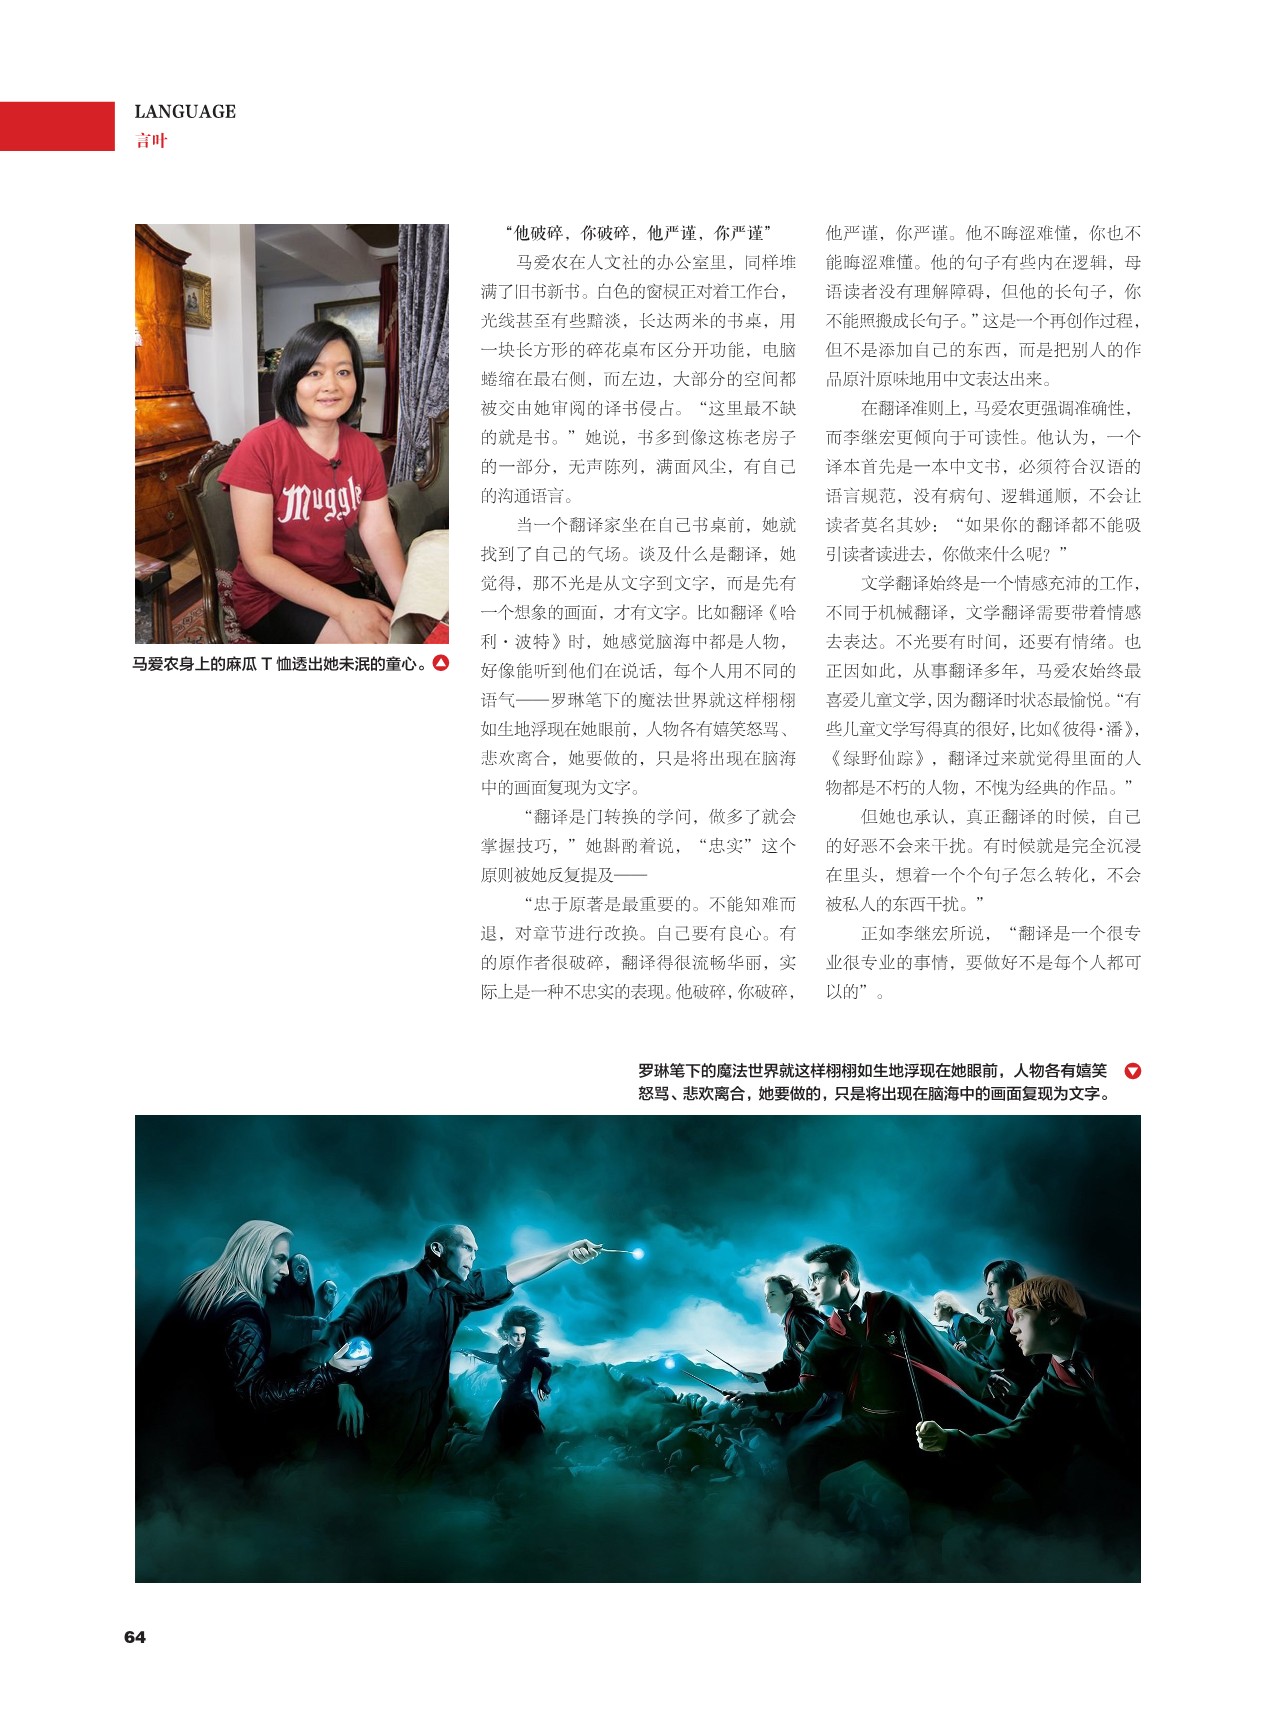 LANGUAGE
言叶
马爱农身上的麻瓜 T 恤透出她未泯的童心。
Muggle
“他破碎，你破碎，他严谨，你严谨”
马爱农在人文社的办公室里，同样堆
满了旧书新书。白色的窗棂正对着工作台，
光线甚至有些黯淡，长达两米的书桌，用
一块长方形的碎花桌布区分开功能，电脑
蜷缩在最右侧，而左边，大部分的空间都
被交由她审阅的译书侵占。“这里最不缺
的就是书。”她说，书多到像这栋老房子
的一部分，无声陈列，满面风尘，有自己
的沟通语言。
当一个翻译家坐在自己书桌前，她就
找到了自己的气场。谈及什么是翻译，她
觉得，那不光是从文字到文字，而是先有
一个想象的画面，才有文字。比如翻译《哈
利·波特》时，她感觉脑海中都是人物，
好像能听到他们在说话，每个人用不同的
语气——罗琳笔下的魔法世界就这样栩栩
如生地浮现在她眼前，人物各有嬉笑怒骂、
悲欢离合，她要做的，只是将出现在脑海
中的画面复现为文字。
“翻译是门转换的学问，做多了就会
掌握技巧，”她斟酌着说，“忠实”这个
原则被她反复提及——
“忠于原著是最重要的。不能知难而
退，对章节进行改换。自己要有良心。有
的原作者很破碎，翻译得很流畅华丽，实
际上是一种不忠实的表现。他破碎，你破碎，
他严谨，你严谨。他不晦涩难懂，你也不
能晦涩难懂。他的句子有些内在逻辑，母
语读者没有理解障碍，但他的长句子，你
不能照搬成长句子。”这是一个再创作过程，
但不是添加自己的东西，而是把别人的作
品原汁原味地用中文表达出来。
在翻译准则上，马爱农更强调准确性，
而李继宏更倾向于可读性。他认为，一个
译本首先是一本中文书，必须符合汉语的
语言规范，没有病句、逻辑通顺，不会让
读者莫名其妙：“如果你的翻译都不能吸
引读者读进去，你做来什么呢？”
文学翻译始终是一个情感充沛的工作，
不同于机械翻译，文学翻译需要带着情感
去表达。不光要有时间，还要有情绪。也
正因如此，从事翻译多年，马爱农始终最
喜爱儿童文学，因为翻译时状态最愉悦。“有
些儿童文学写得真的很好，比如《彼得·潘》，
《绿野仙踪》，翻译过来就觉得里面的人
物都是不朽的人物，不愧为经典的作品。”
但她也承认，真正翻译的时候，自己
的好恶不会来干扰。有时候就是完全沉浸
在里头，想着一个个句子怎么转化，不会
被私人的东西干扰。”
正如李继宏所说，“翻译是一个很专
业很专业的事情，要做好不是每个人都可
以的”。
罗琳笔下的魔法世界就这样栩栩如生地浮现在她眼前，人物各有嬉笑
怒骂、悲欢离合，她要做的，只是将出现在脑海中的画面复现为文字。
64